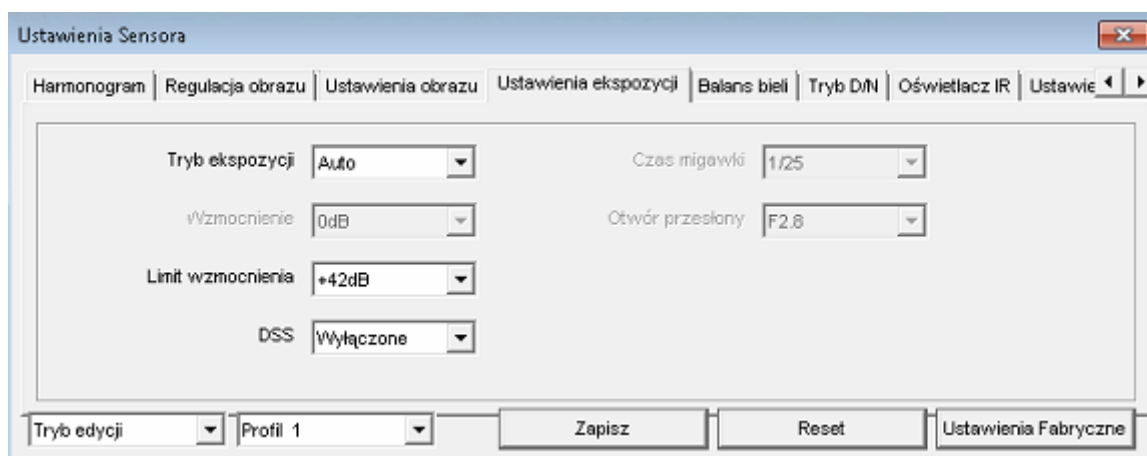 Ustawienia Sensora
Harmonogram Regulacja obrazu Ustawienia obrazu Ustawienia ekspozycji Balans bieli Tryb D/N Oświetlacz IR Ustawie
Tryb ekspozycji Auto Czas migawki 1/25
Wzmocnienie 0dB Otwór przesłony F2.8
Limit wzmocnienia +42dB
DSS Wyłączone
Tryb edycji Profil 1 Zapisz Reset Ustawienia Fabryczne